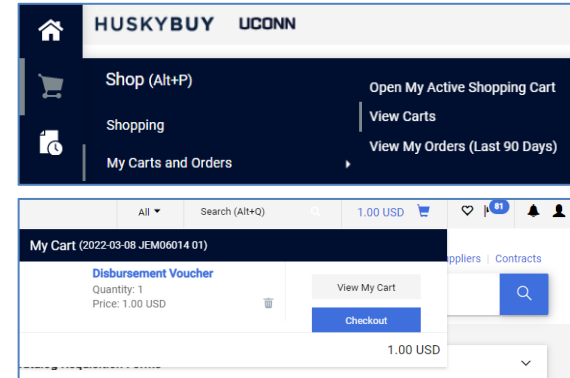 HUSKYBUY UCONN
Shop (Alt+P)
Shopping
My Carts and Orders
Open My Active Shopping Cart
View Carts
View My Orders (Last 90 Days)
All
Search (Alt+Q)
1.00 USD
81
My Cart (2022-03-08 JEM06014 01)
Disbursement Voucher
Quantity: 1
Price: 1.00 USD
View My Cart
Checkout
1.00 USD
Contracts